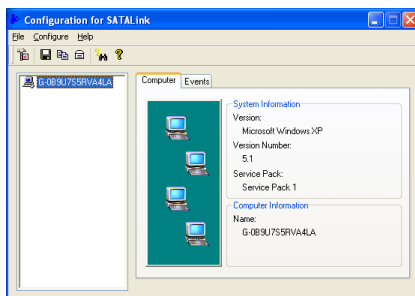 Configuration for SATALink
File Configure Help
G-0B9U7S5RVA4LA
Computer Events
System Information
Version:
Microsoft Windows XP
Version Number:
5.1
Service Pack:
Service Pack 1
Computer Information
Name:
G-0B9U7S5RVA4LA